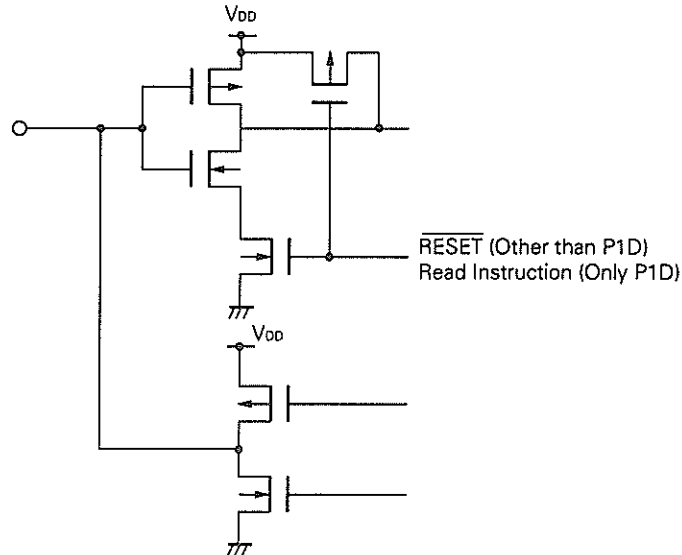 VDD
RESET (Other than P1D)
Read Instruction (Only P1D)
VDD